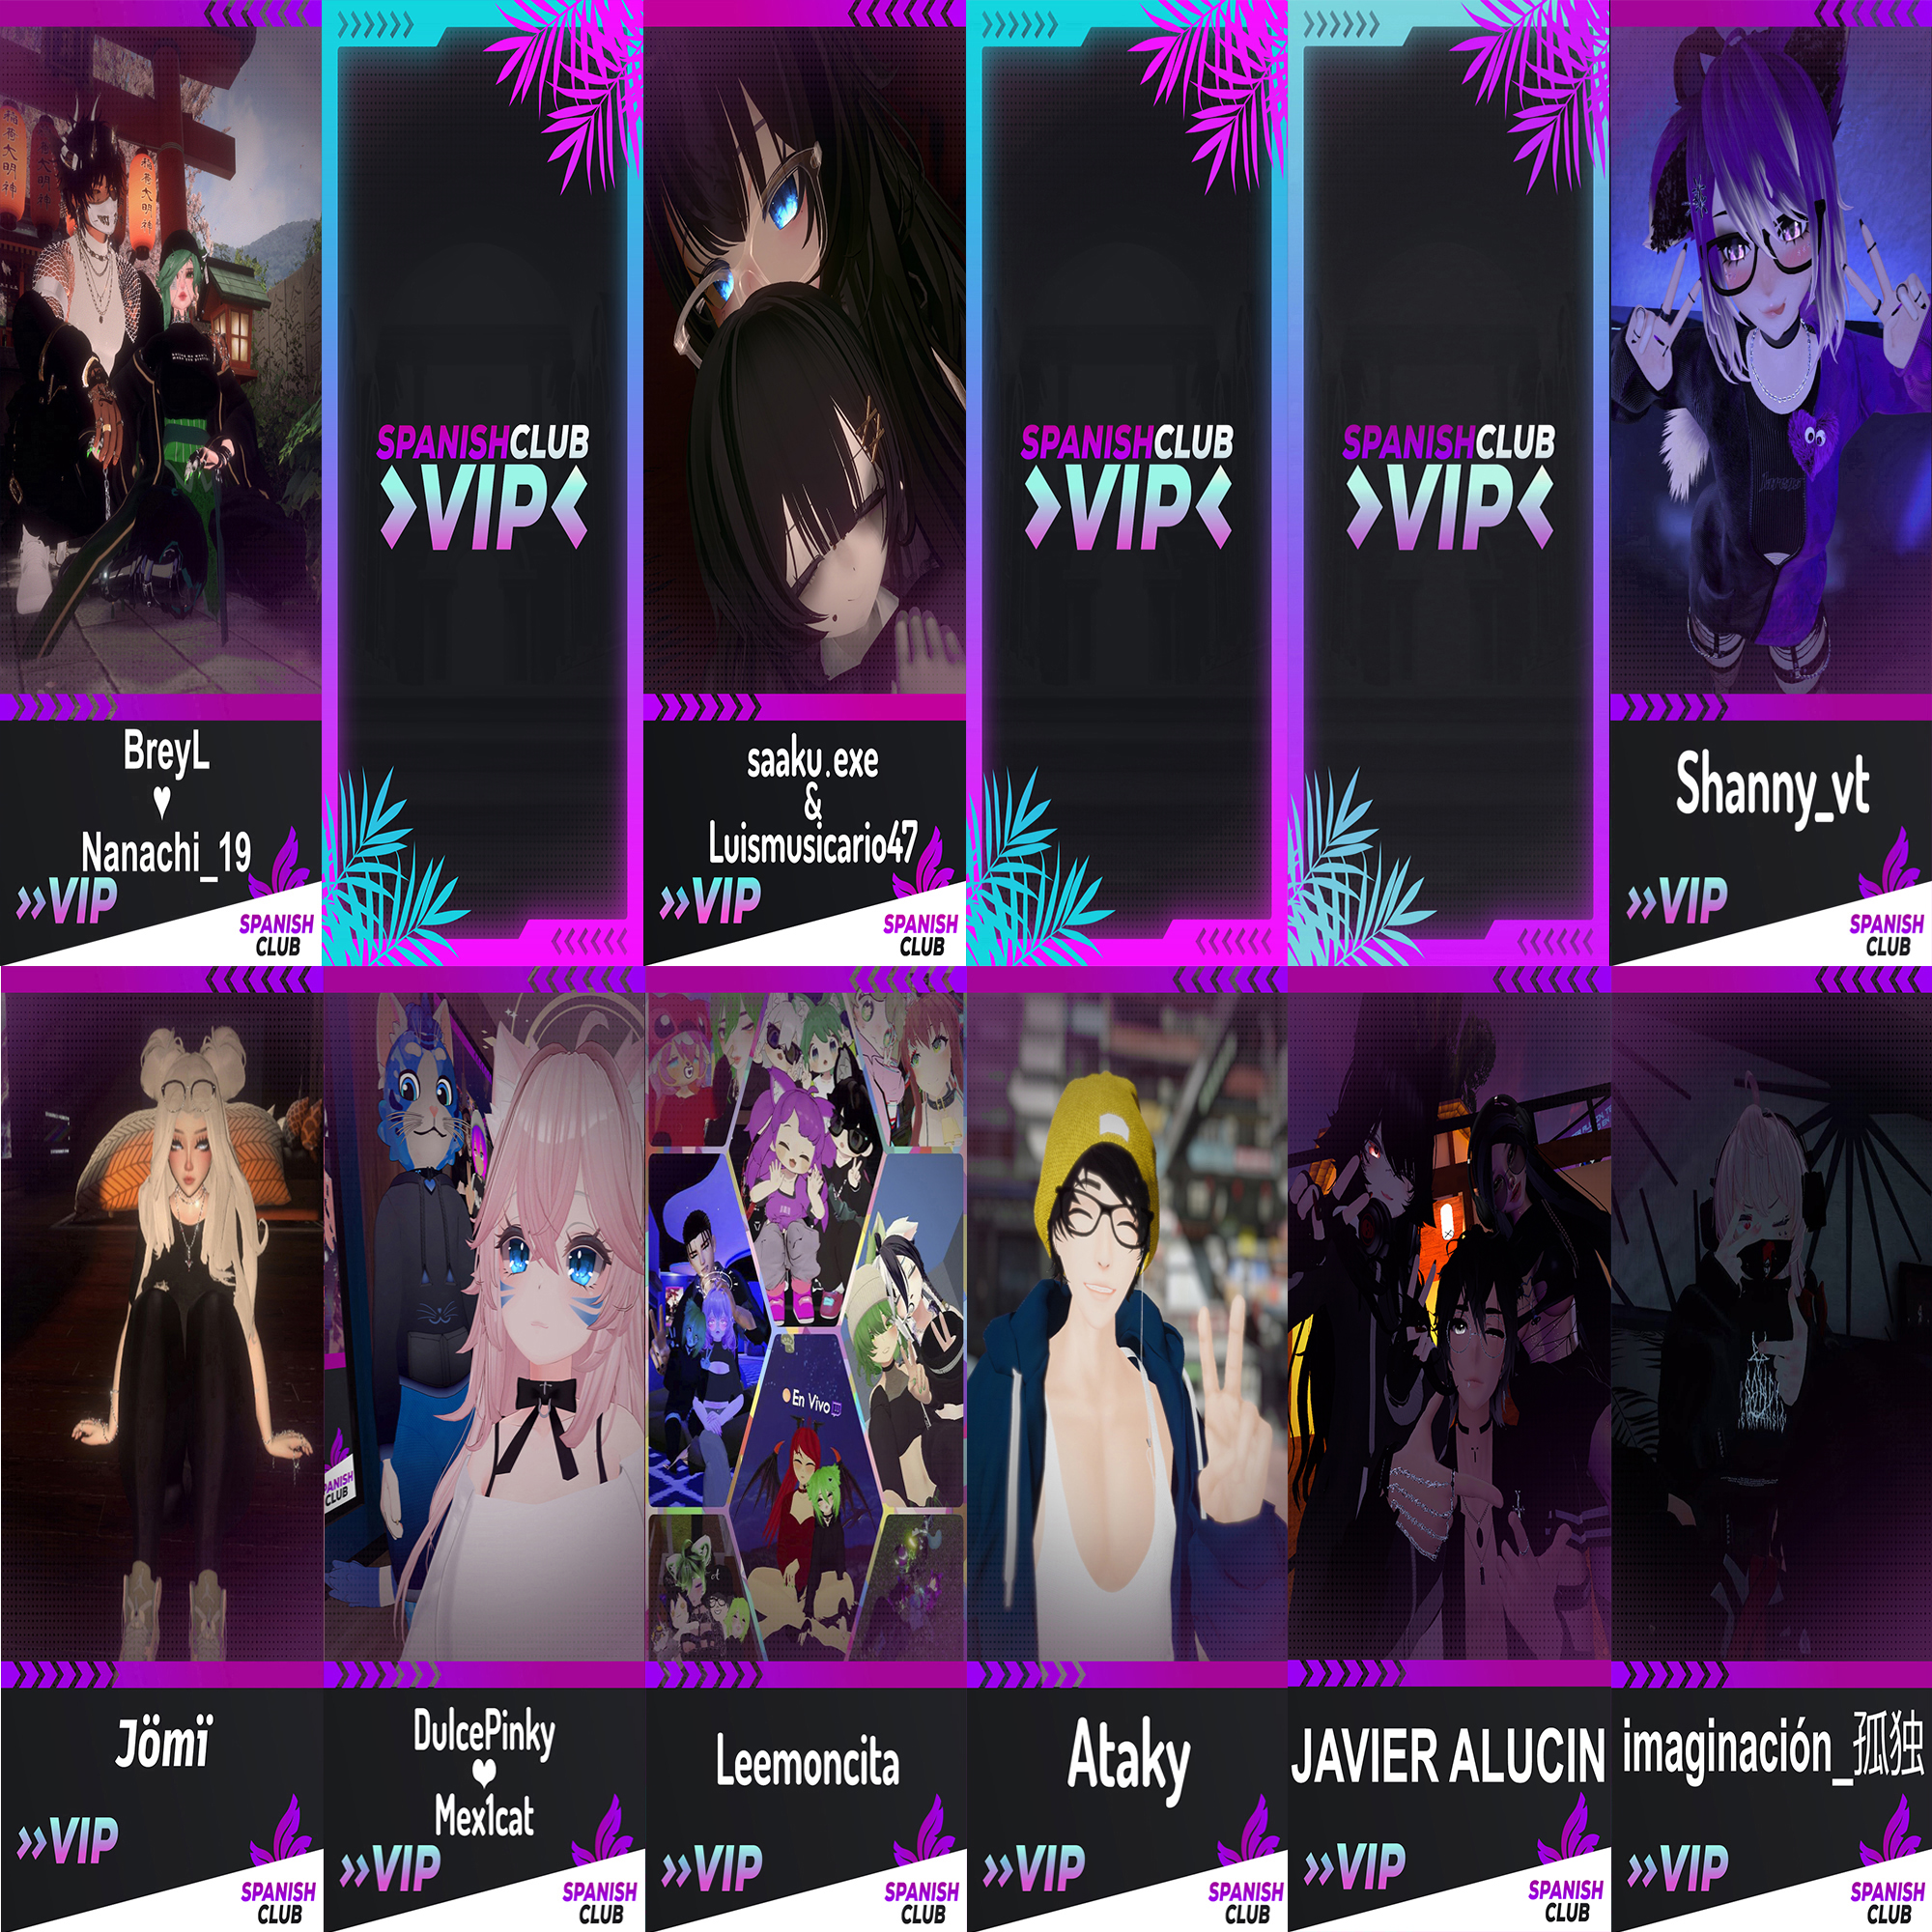 BreyL
♥
Nanachi_19
»VIP
SPANISH
CLUB
SPANISHCLUB
>VIP<
saaku.exe
&
Luismusicario47
»VIP
SPANISH
CLUB
SPANISHCLUB
>VIP<
SPANISHCLUB
>VIP<
Shanny_vt
»VIP
SPANISH
CLUB
Jömï
»VIP
SPANISH
CLUB
SPANISH
CLUB
DulcePinky
♥
Mex1cat
»VIP
SPANISH
CLUB
En Vivo
Leemoncita
»VIP
SPANISH
CLUB
Ataky
»VIP
SPANISH
CLUB
JAVIER ALUCIN
»VIP
SPANISH
CLUB
imaginación_孤独
»VIP
SPANISH
CLUB